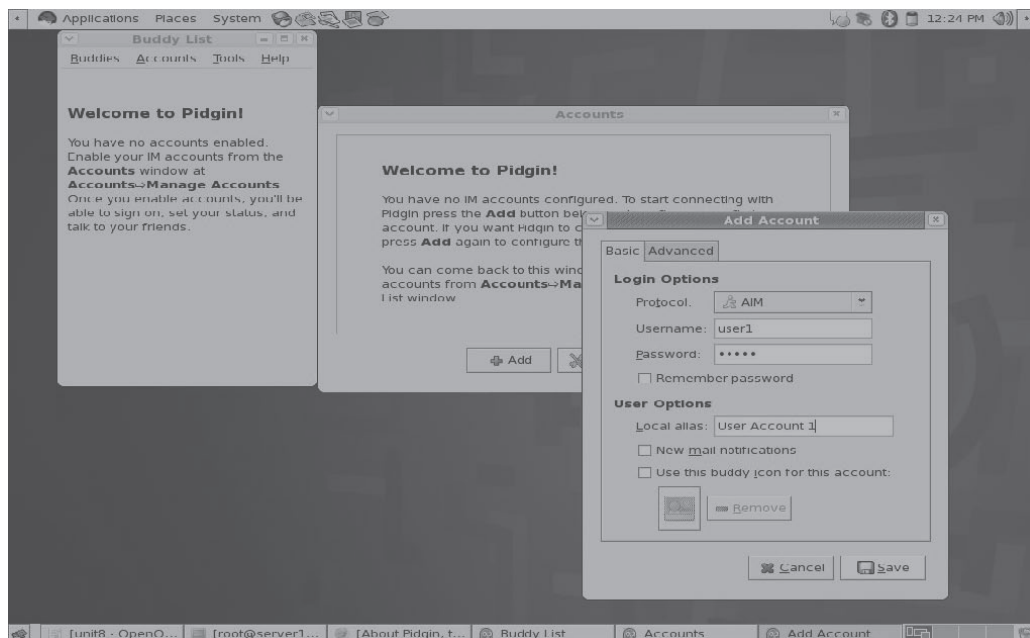 Applications Places System 12:24 PM
Buddy List
Buddies Accounts Tools Help
Welcome to Pidgin!
You have no accounts enabled.
Enable your IM accounts from the
Accounts window at
Accounts⇨Manage Accounts
Once you enable accounts, you'll be
able to sign on, set your status, and
talk to your friends.
Accounts
Welcome to Pidgin!
You have no IM accounts configured. To start connecting with
Pidgin press the Add button
account. If you want Pidgin to
press Add again to configure
You can come back to this
accounts from Accounts⇨
List window
Add
Add Account
Basic Advanced
Login Options
Protocol: AIM
Username: user1
Password: •••••
Remember password
User Options
Local alias: User Account 1
New mail notifications
Use this buddy icon for this account:
Remove
Cancel Save
[unit8 - OpenO... [root@server1... [About Pidgin, t... Buddy List Accounts Add Account